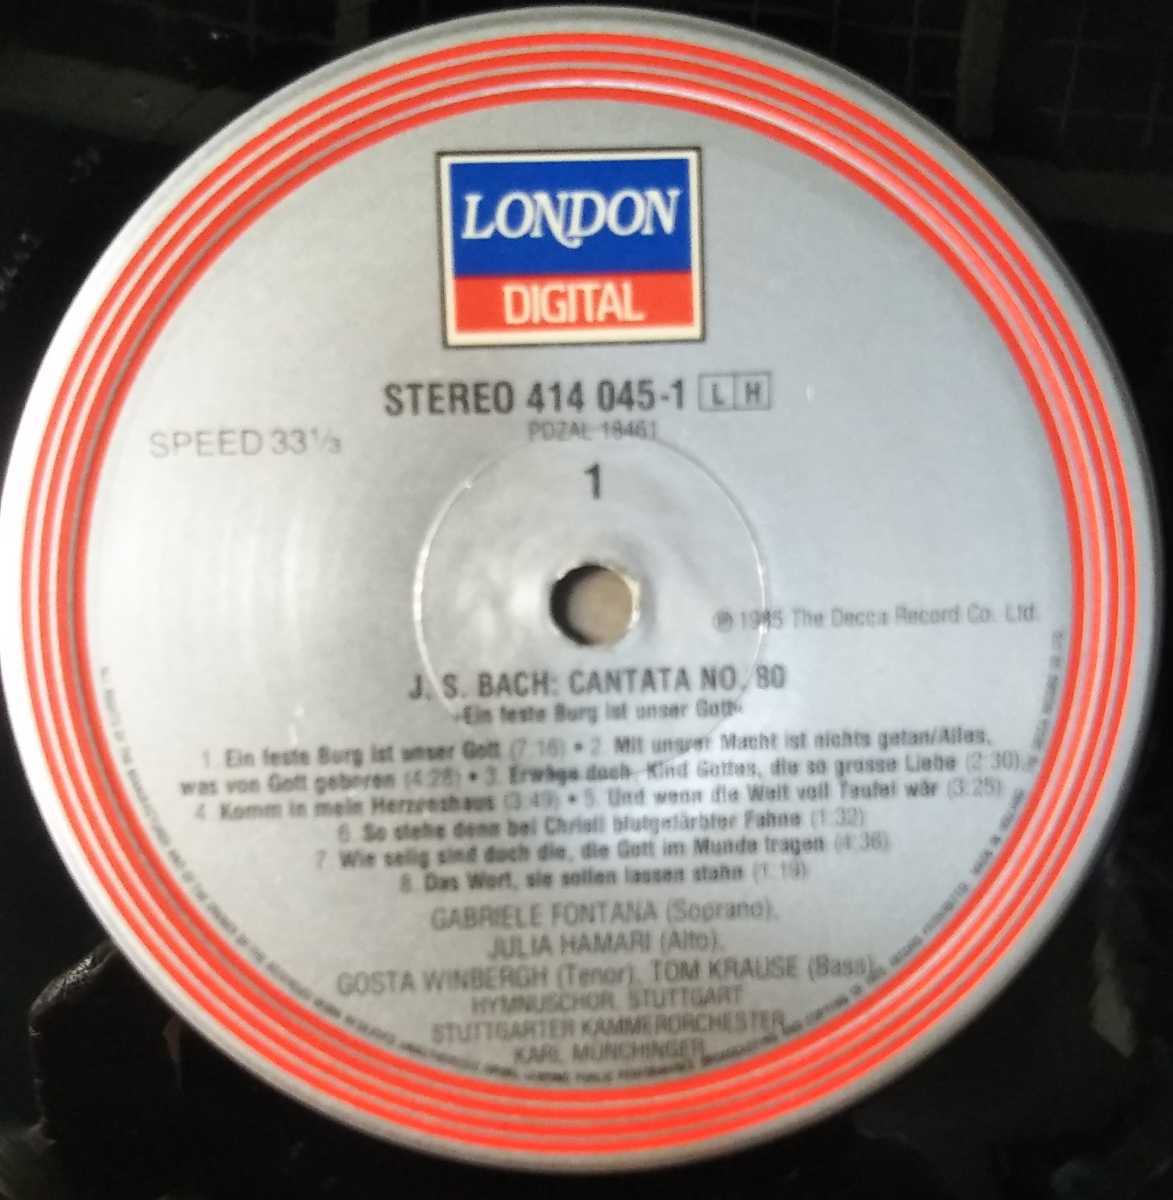 LONDON
DIGITAL
STEREO 414 045-1 L H
SPEED 33 1/3
1
℗ 1985 The Decca Record Co. Ltd.
J. S. BACH: CANTATA NO. 80
»Ein feste Burg ist unser Gott«
1. Ein feste Burg ist unser Gott (7:16) • 2. Mit unsrer Macht ist nichts getan/Alles,
was von Gott geboren (4:28) • 3. Erwäge doch, Kind Gottes, die so grosse Liebe (2:30)
4. Komm in mein Herzenshaus (3:49) • 5. Und wenn die Welt voll Teufel wär (3:25)
6. So stehe denn bei Christi blutgefärbter Fahne (1:32)
7. Wie selig sind doch die, die Gott im Munde tragen (4:36)
8. Das Wort, sie sollen lassen stahn (1:19)
GABRIELE FONTANA (Soprano),
JULIA HAMARI (Alto),
GOSTA WINBERGH (Tenor), TOM KRAUSE (Bass),
HYMNUSCHOR, STUTTGART
STUTTGARTER KAMMERORCHESTER
KARL MÜNCHINGER